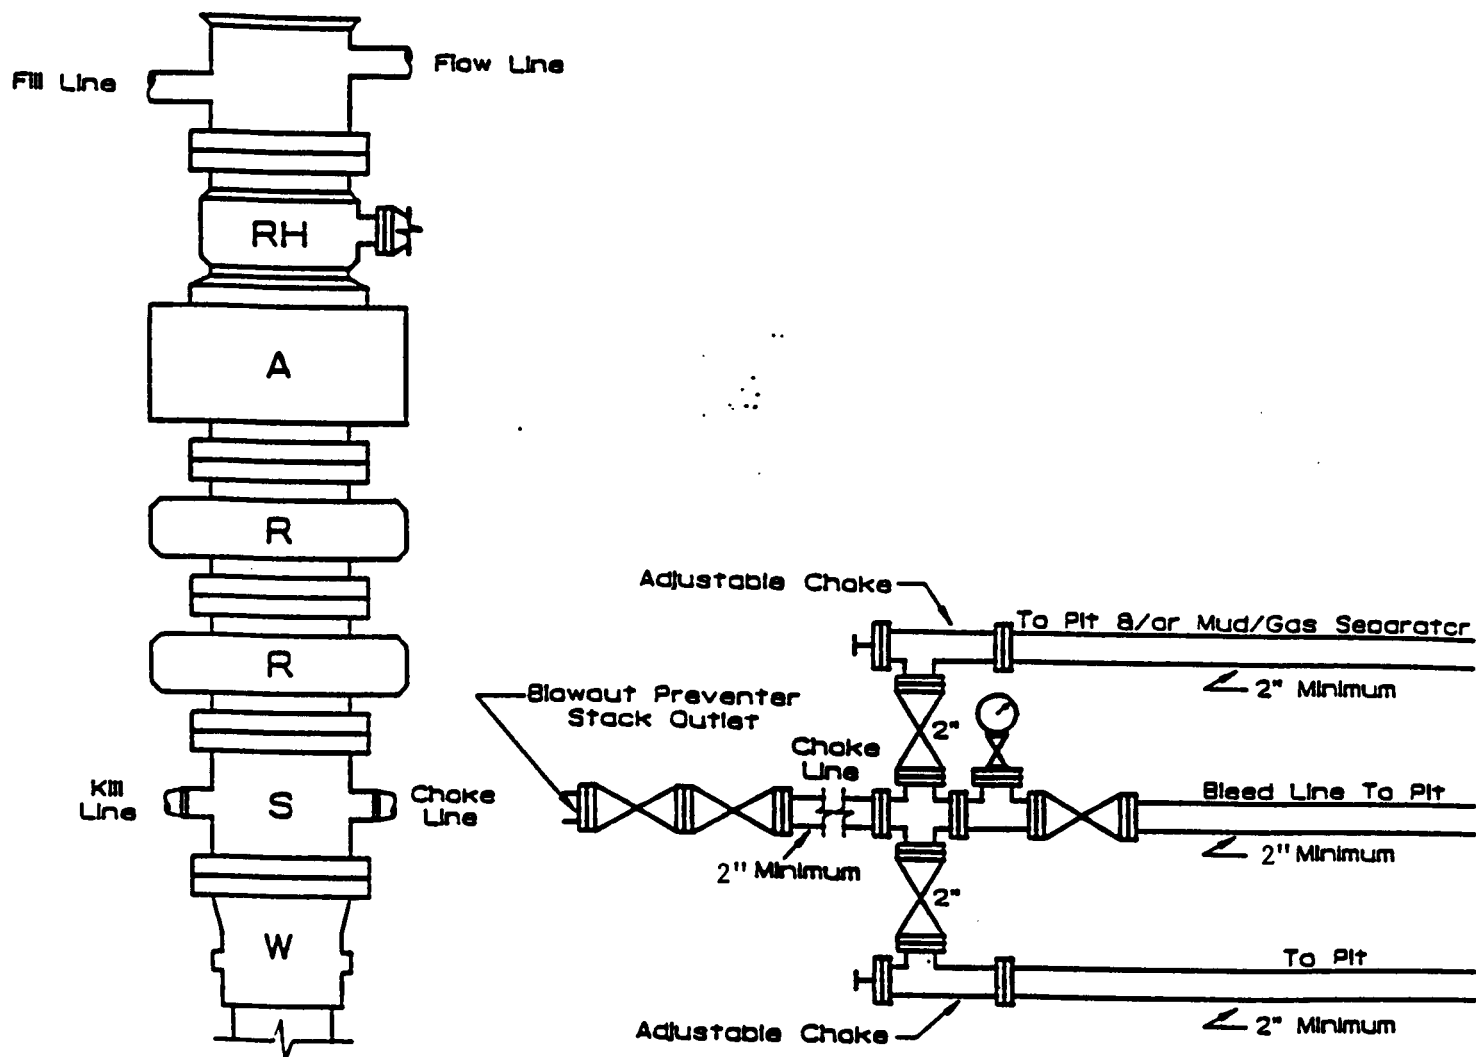 Fill Line
Flow Line
RH
A
R
R
Kill
Line
S
Choke
Line
W
Adjustable Choke
To Pit &/or Mud/Gas Separator
2" Minimum
Blowout Preventer
Stack Outlet
2"
Choke
Line
Bleed Line To Pit
2" Minimum
2" Minimum
2"
To Pit
Adjustable Choke
2" Minimum